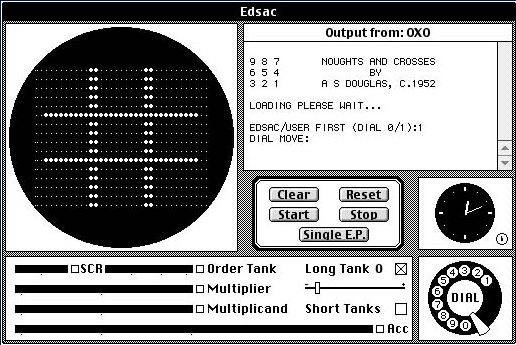 Edsac
Output from: OXO
9 8 7 NOUGHTS AND CROSSES
6 5 4 BY
3 2 1 A S DOUGLAS, C.1952
LOADING PLEASE WAIT...
EDSAC/USER FIRST (DIAL 0/1):1
DIAL MOVE:
Clear Reset
Start Stop
Single E.P.
SCR Order Tank Long Tank 0
Multiplier
Multiplicand Short Tanks
Acc
1
2
3
4
5
6
7
8
9
0
DIAL